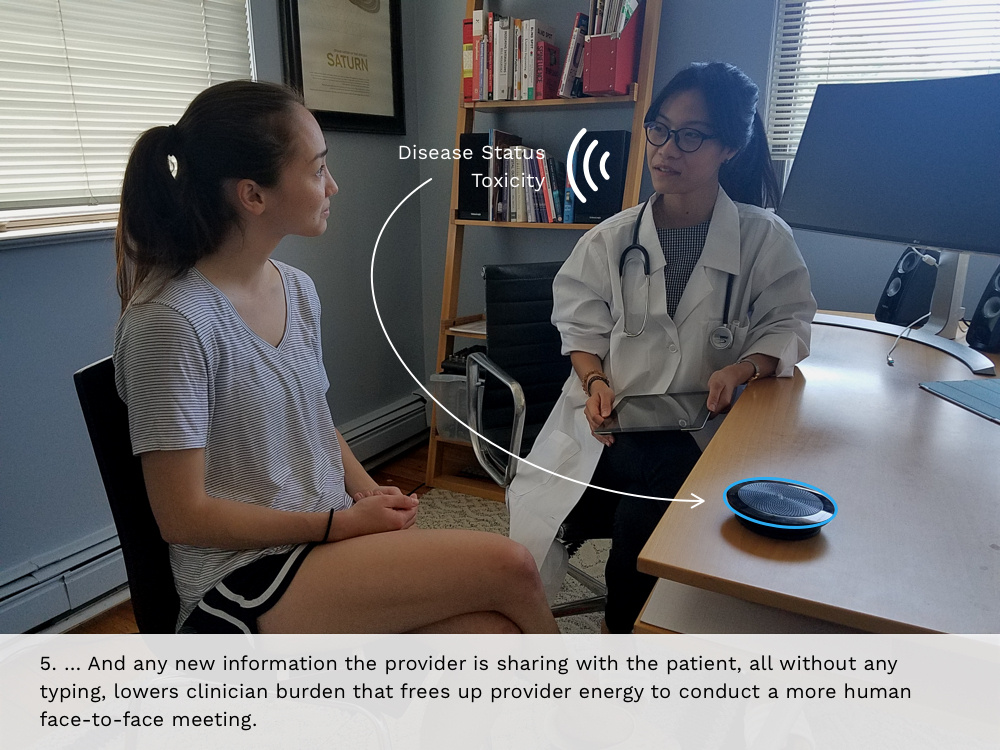 SATURN
Disease Status
Toxicity
5. ... And any new information the provider is sharing with the patient, all without any
typing, lowers clinician burden that frees up provider energy to conduct a more human
face-to-face meeting.